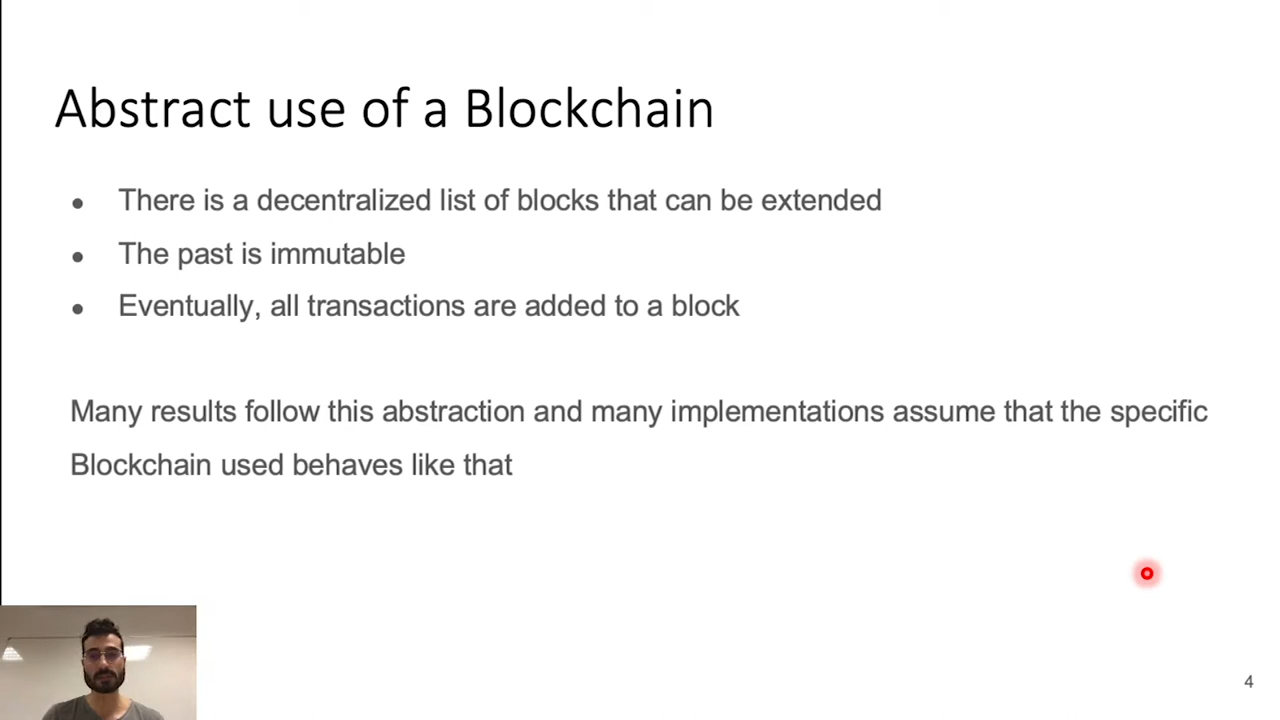 Abstract use of a Blockchain
● There is a decentralized list of blocks that can be extended
● The past is immutable
● Eventually, all transactions are added to a block
Many results follow this abstraction and many implementations assume that the specific
Blockchain used behaves like that
4